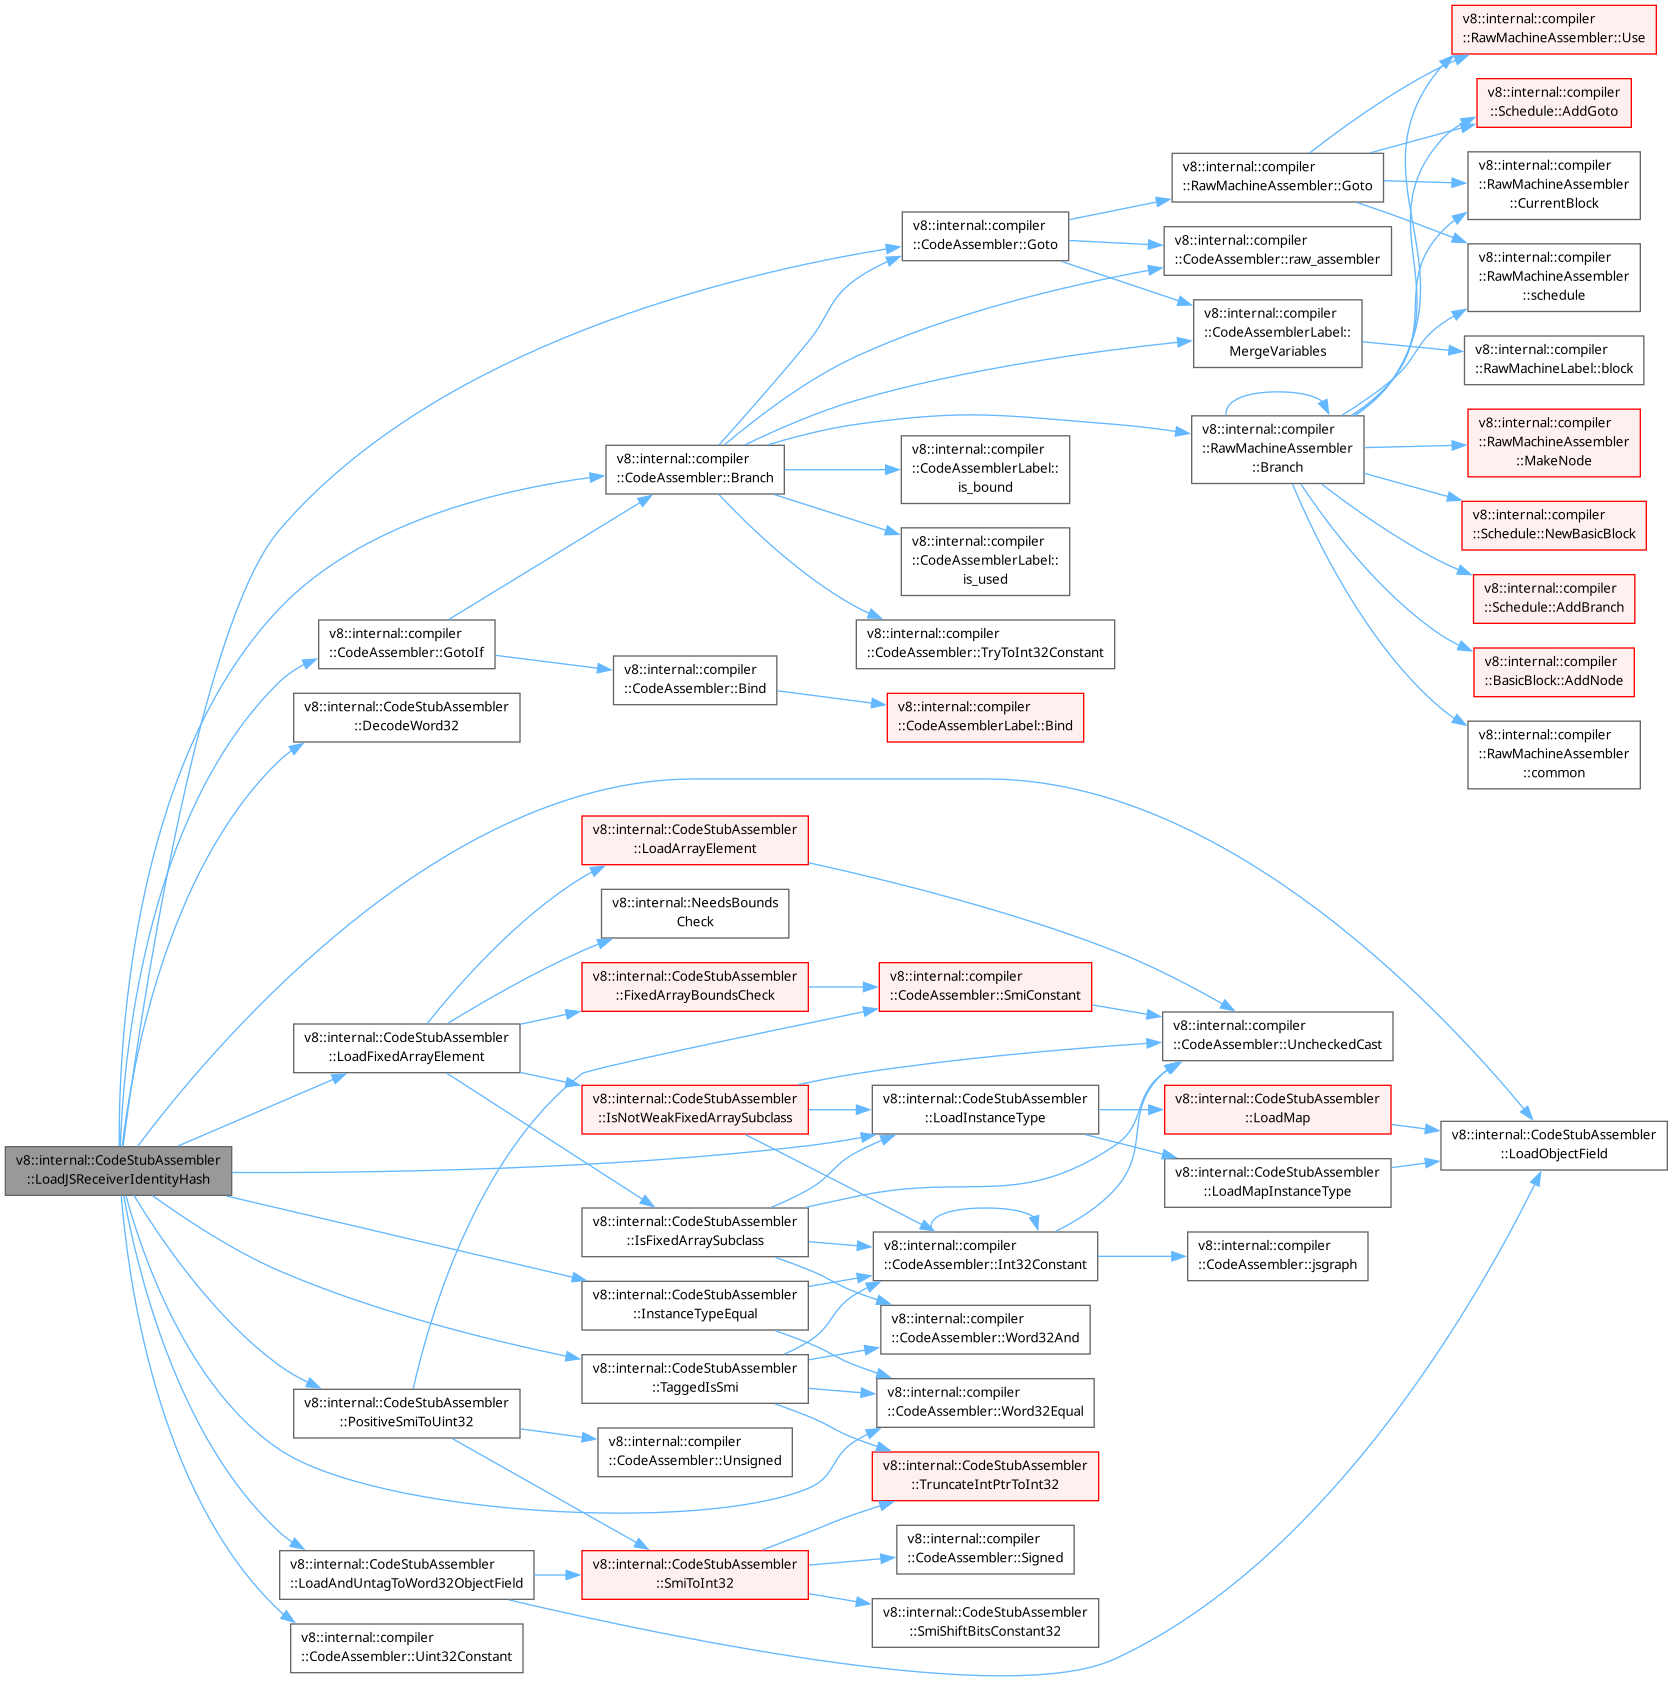 v8::internal::compiler
::RawMachineAssembler::Use
v8::internal::compiler
::Schedule::AddGoto
v8::internal::compiler
::RawMachineAssembler::Goto
v8::internal::compiler
::RawMachineAssembler
::CurrentBlock
v8::internal::compiler
::CodeAssembler::Goto
v8::internal::compiler
::CodeAssembler::raw_assembler
v8::internal::compiler
::RawMachineAssembler
::schedule
v8::internal::compiler
::CodeAssemblerLabel::
MergeVariables
v8::internal::compiler
::RawMachineLabel::block
v8::internal::compiler
::RawMachineAssembler
::Branch
v8::internal::compiler
::RawMachineAssembler
::MakeNode
v8::internal::compiler
::CodeAssembler::Branch
v8::internal::compiler
::CodeAssemblerLabel::
is_bound
v8::internal::compiler
::Schedule::NewBasicBlock
v8::internal::compiler
::CodeAssemblerLabel::
is_used
v8::internal::compiler
::Schedule::AddBranch
v8::internal::compiler
::CodeAssembler::GotoIf
v8::internal::compiler
::CodeAssembler::TryToInt32Constant
v8::internal::compiler
::CodeAssembler::Bind
v8::internal::compiler
::BasicBlock::AddNode
v8::internal::CodeStubAssembler
::DecodeWord32
v8::internal::compiler
::CodeAssemblerLabel::Bind
v8::internal::compiler
::RawMachineAssembler
::common
v8::internal::CodeStubAssembler
::LoadArrayElement
v8::internal::NeedsBounds
Check
v8::internal::CodeStubAssembler
::FixedArrayBoundsCheck
v8::internal::compiler
::CodeAssembler::SmiConstant
v8::internal::CodeStubAssembler
::LoadFixedArrayElement
v8::internal::compiler
::CodeAssembler::UncheckedCast
v8::internal::CodeStubAssembler
::IsNotWeakFixedArraySubclass
v8::internal::CodeStubAssembler
::LoadInstanceType
v8::internal::CodeStubAssembler
::LoadMap
v8::internal::CodeStubAssembler
::LoadJSReceiverIdentityHash
v8::internal::CodeStubAssembler
::LoadObjectField
v8::internal::CodeStubAssembler
::LoadMapInstanceType
v8::internal::CodeStubAssembler
::IsFixedArraySubclass
v8::internal::compiler
::CodeAssembler::Int32Constant
v8::internal::compiler
::CodeAssembler::jsgraph
v8::internal::CodeStubAssembler
::InstanceTypeEqual
v8::internal::compiler
::CodeAssembler::Word32And
v8::internal::CodeStubAssembler
::TaggedIsSmi
v8::internal::compiler
::CodeAssembler::Word32Equal
v8::internal::CodeStubAssembler
::PositiveSmiToUint32
v8::internal::compiler
::CodeAssembler::Unsigned
v8::internal::CodeStubAssembler
::TruncateIntPtrToInt32
v8::internal::CodeStubAssembler
::LoadAndUntagToWord32ObjectField
v8::internal::CodeStubAssembler
::SmiToInt32
v8::internal::compiler
::CodeAssembler::Signed
v8::internal::CodeStubAssembler
::SmiShiftBitsConstant32
v8::internal::compiler
::CodeAssembler::Uint32Constant